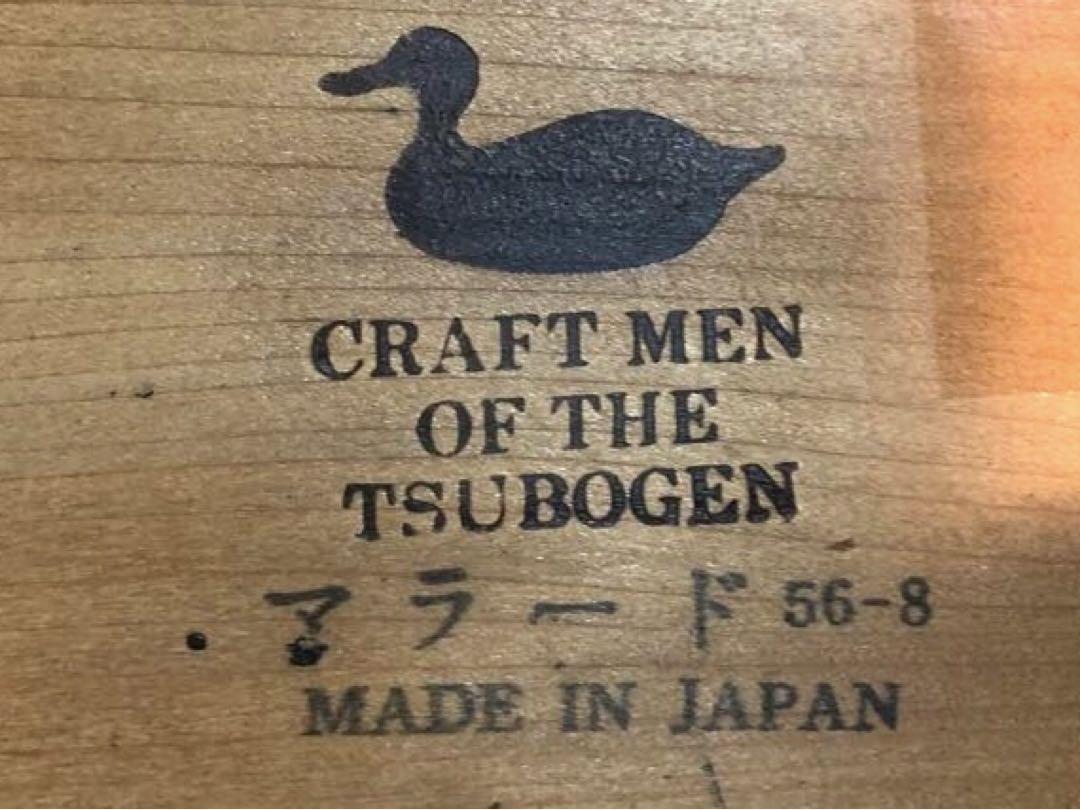 CRAFT MEN
OF THE
TSUBOGEN
マラード 56-8
MADE IN JAPAN